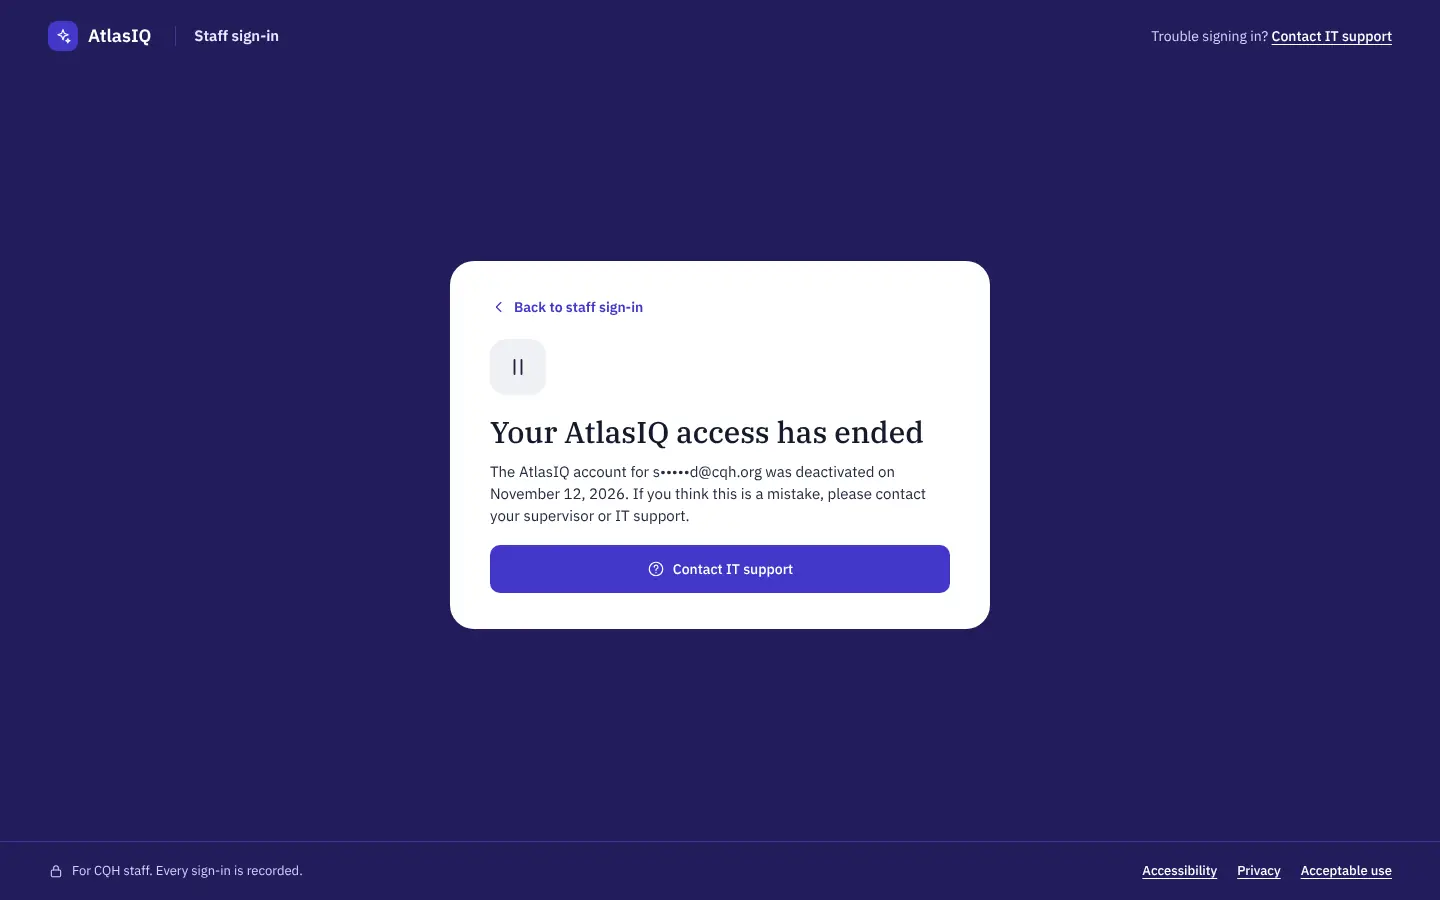 AtlasIQ
Staff sign-in
Trouble signing in? Contact IT support
Back to staff sign-in
Your AtlasIQ access has ended
The AtlasIQ account for s•••••d@cqh.org was deactivated on
November 12, 2026. If you think this is a mistake, please contact
your supervisor or IT support.
Contact IT support
For CQH staff. Every sign-in is recorded.
Accessibility
Privacy
Acceptable use